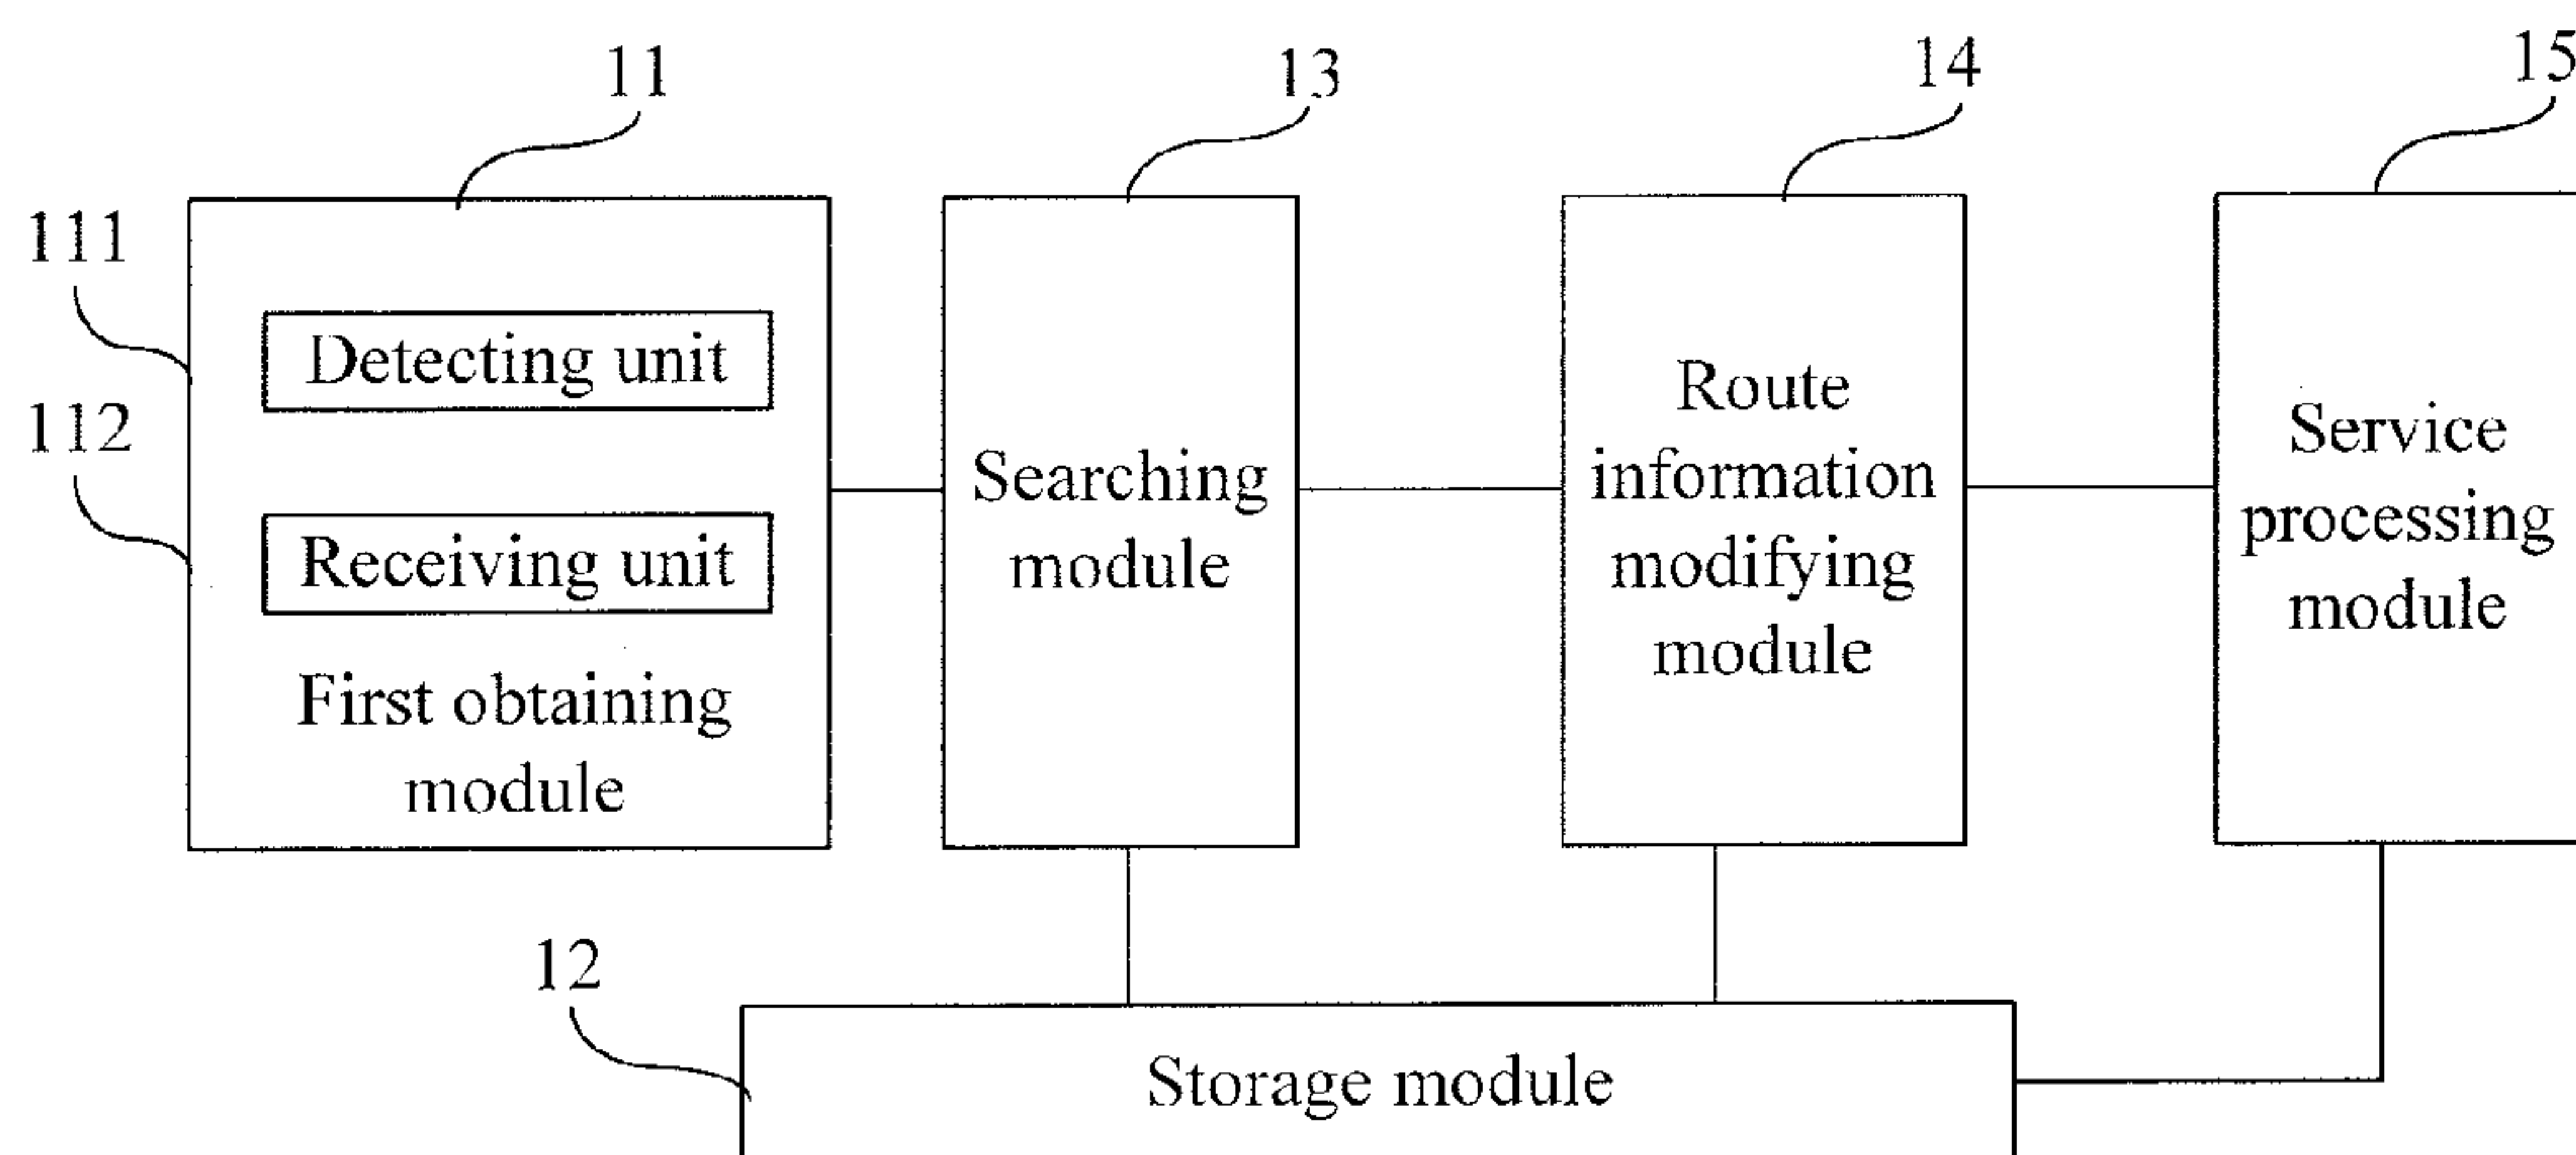 11
13
14
15
111
Detecting unit
112
Receiving unit
First obtaining
module
Searching
module
Route
information
modifying
module
Service
processing
module
12
Storage module